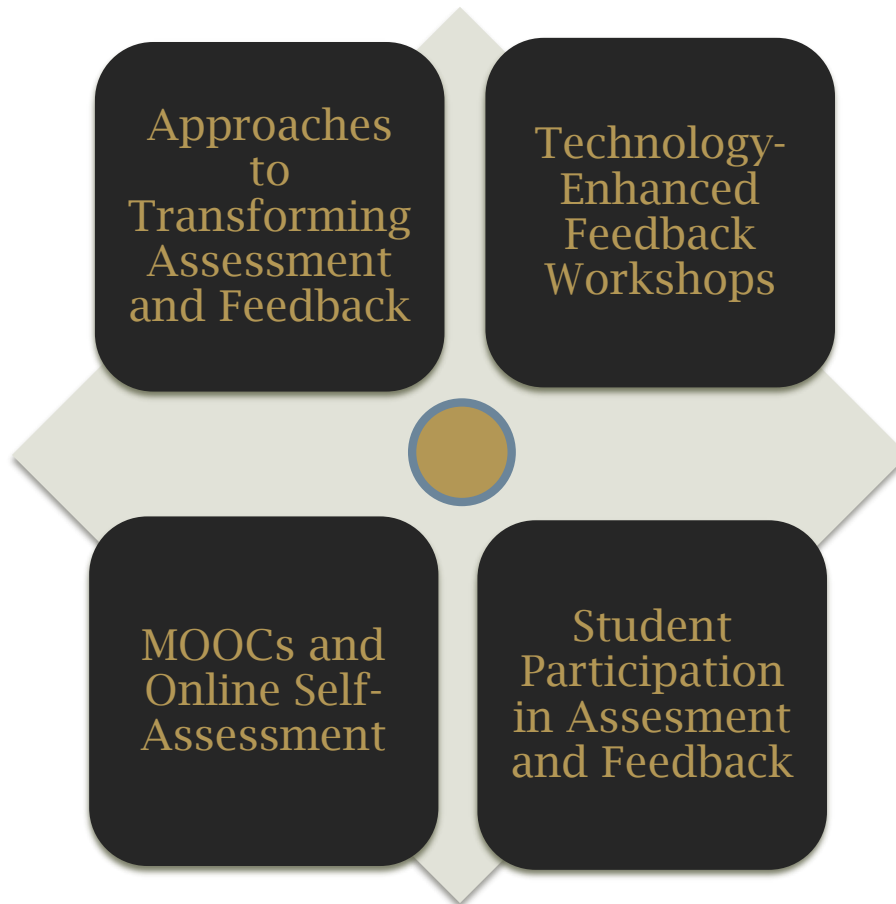 Approaches
to
Transforming
Assessment
and Feedback
Technology-
Enhanced
Feedback
Workshops
MOOCs and
Online Self-
Assessment
Student
Participation
in Assesment
and Feedback